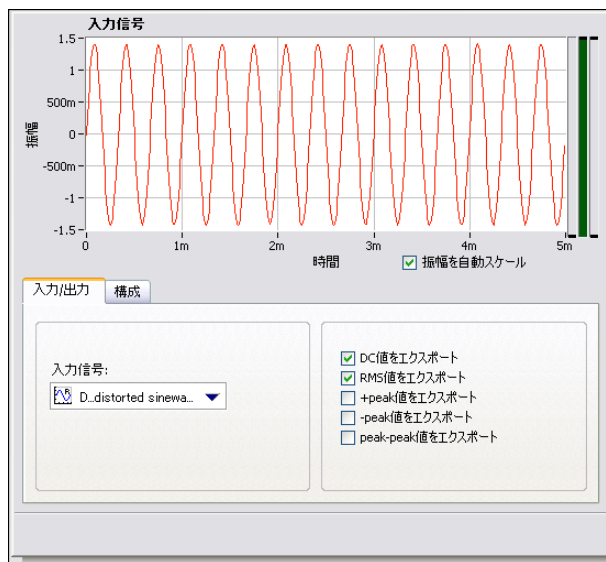 入力信号
1.5
1
500m
0
-500m
-1
-1.5
振幅
0 1m 2m 3m 4m 5m
時間
振幅を自動スケール
入力/出力 構成
入力信号:
D...distorted sinewa...
DC値をエクスポート
RMS値をエクスポート
+peak値をエクスポート
-peak値をエクスポート
peak-peak値をエクスポート